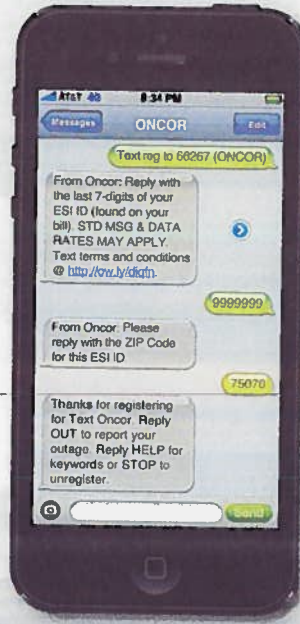 AT&T 4G 8:34 PM
Messages ONCOR Edit
Text reg to 66267 (ONCOR)
From Oncor: Reply with
the last 7-digits of your
ESI ID (found on your
bill). STD MSG & DATA
RATES MAY APPLY.
Text terms and conditions
@ http://ow.ly/diqfn.
9999999
From Oncor: Please
reply with the ZIP Code
for this ESI ID
75070
Thanks for registering
for Text Oncor. Reply
OUT to report your
outage. Reply HELP for
keywords or STOP to
unregister.
Send